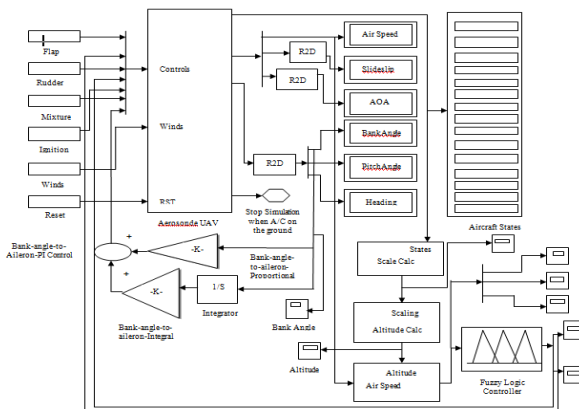 Flap
Rudder
Mixture
Ignition
Winds
Reset
Controls
Winds
RST
Aerosonde UAV
R2D
R2D
R2D
Air Speed
Sideslip
AOA
BankAngle
PitchAngle
Heading
Stop Simulation
when A/C on
the ground
Aircraft States
Bank-angle-to-
Aileron-PI Control
+
+
-K-
Bank-angle-
to-aileron-
Proportional
-K-
Bank-angle-to-
aileron-Integral
1/S
Integrator
Bank Angle
States
Scale Calc
Scaling
Altitude Calc
Altitude
Altitude
Air Speed
Fuzzy Logic
Controller